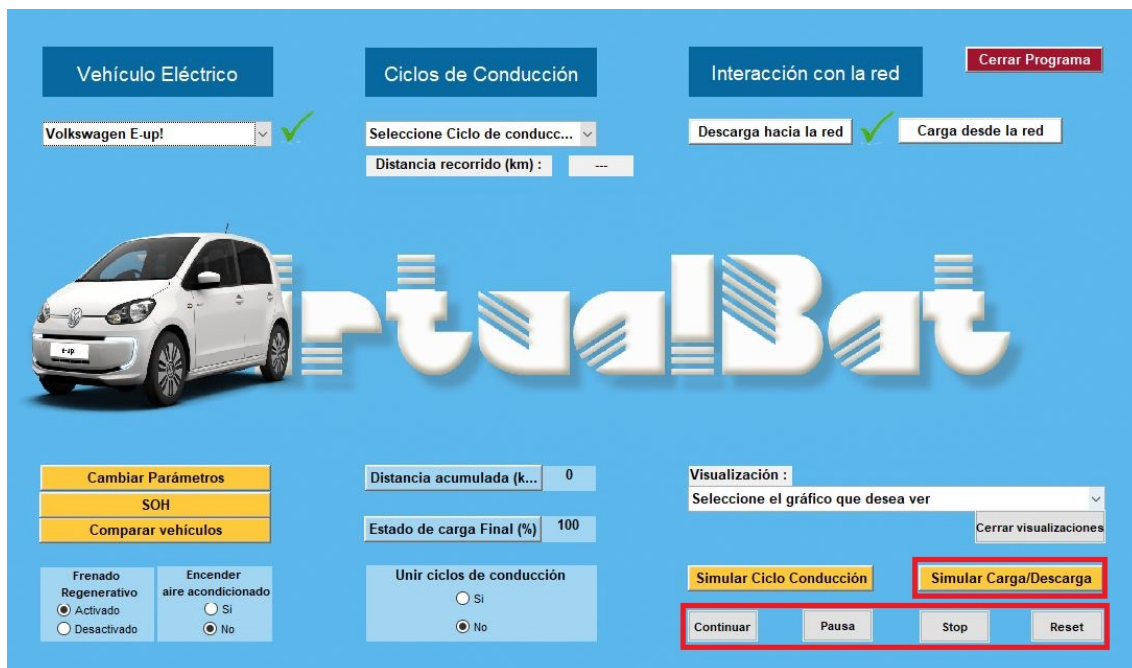 Vehículo Eléctrico
Ciclos de Conducción
Interacción con la red
Cerrar Programa
Volkswagen E-up!
Seleccione Ciclo de conducc...
Descarga hacia la red
Carga desde la red
Distancia recorrido (km) :
---
irtualBat
e-up
Cambiar Parámetros
SOH
Comparar vehículos
Distancia acumulada (k...
0
Estado de carga Final (%)
100
Visualización :
Seleccione el gráfico que desea ver
Cerrar visualizaciones
Frenado
Regenerativo
Activado
Desactivado
Encender
aire acondicionado
Si
No
Unir ciclos de conducción
Si
No
Simular Ciclo Conducción
Simular Carga/Descarga
Continuar
Pausa
Stop
Reset